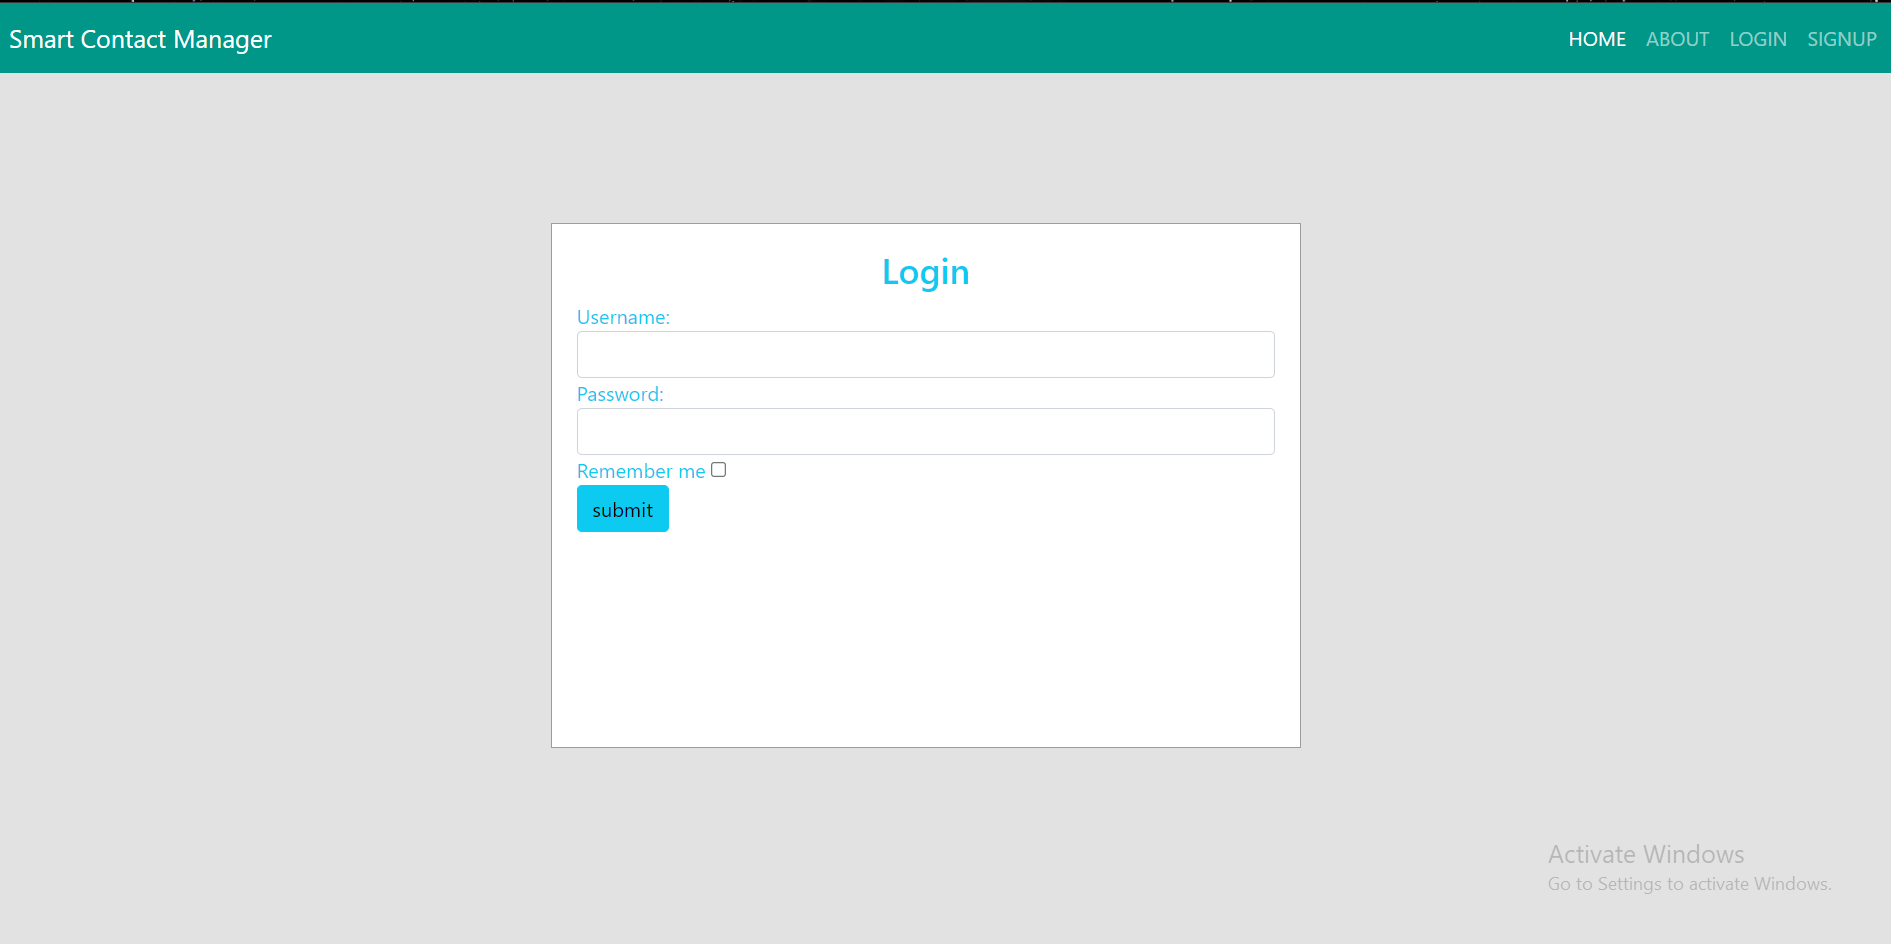 Smart Contact Manager
HOME ABOUT LOGIN SIGNUP
Login
Username:
Password:
Remember me
submit
Activate Windows
Go to Settings to activate Windows.